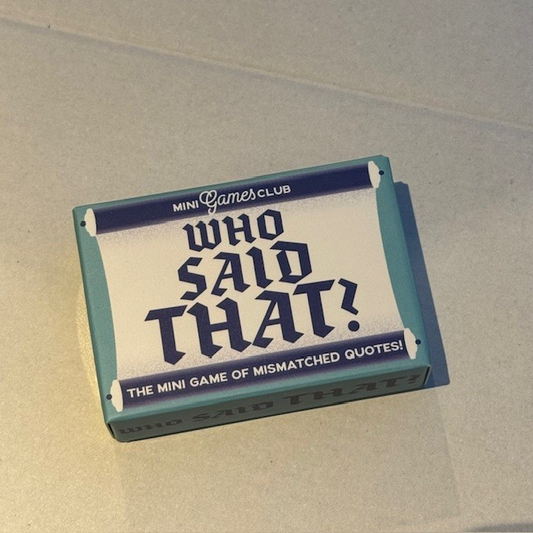 MINI Games CLUB
WHO
SAID
THAT?
THE MINI GAME OF MISMATCHED QUOTES!
WHO SAID THAT?